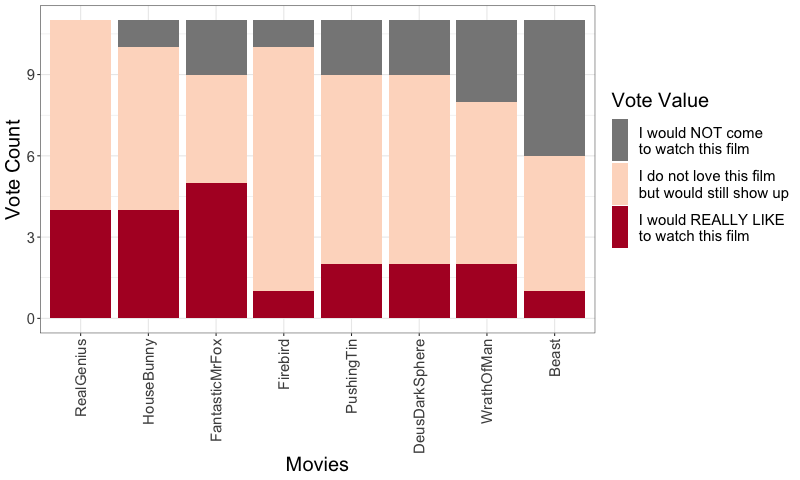 Vote Count
9
6
3
0
RealGenius
HouseBunny
FantasticMrFox
Firebird
PushingTin
DeusDarkSphere
WrathOfMan
Beast
Movies
Vote Value
I would NOT come
to watch this film
I do not love this film
but would still show up
I would REALLY LIKE
to watch this film